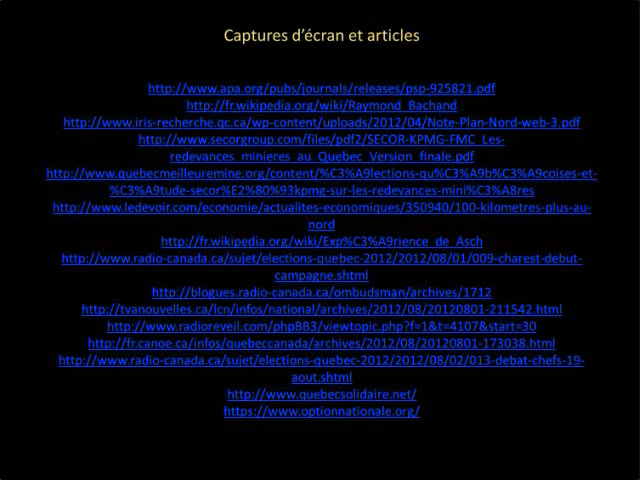 Captures d'écran et articles
http://www.apa.org/pubs/journals/releases/psp-925821.pdf
http://fr.wikipedia.org/wiki/Raymond_Bachand
http://www.iris-recherche.qc.ca/wp-content/uploads/2012/04/Note-Plan-Nord-web-3.pdf
http://www.secorgroup.com/files/pdf2/SECOR-KPMG-FMC_Les-
redevances_minieres_au_Quebec_Version_finale.pdf
http://www.quebecmeilleuremine.org/content/%C3%A9lections-qu%C3%A9b%C3%A9coises-et-
%C3%A9tude-secor%E2%80%93kpmg-sur-les-redevances-mini%C3%A8res
http://www.ledevoir.com/economie/actualites-economiques/350940/100-kilometres-plus-au-
nord
http://fr.wikipedia.org/wiki/Exp%C3%A9rience_de_Asch
http://www.radio-canada.ca/sujet/elections-quebec-2012/2012/08/01/009-charest-debut-
campagne.shtml
http://blogues.radio-canada.ca/ombudsman/archives/1712
http://tvanouvelles.ca/lcn/infos/national/archives/2012/08/20120801-211542.html
http://www.radioreveil.com/phpBB3/viewtopic.php?f=1&t=4107&start=30
http://fr.canoe.ca/infos/quebeccanada/archives/2012/08/20120801-173038.html
http://www.radio-canada.ca/sujet/elections-quebec-2012/2012/08/02/013-debat-chefs-19-
aout.shtml
http://www.quebecsolidaire.net/
https://www.optionnationale.org/